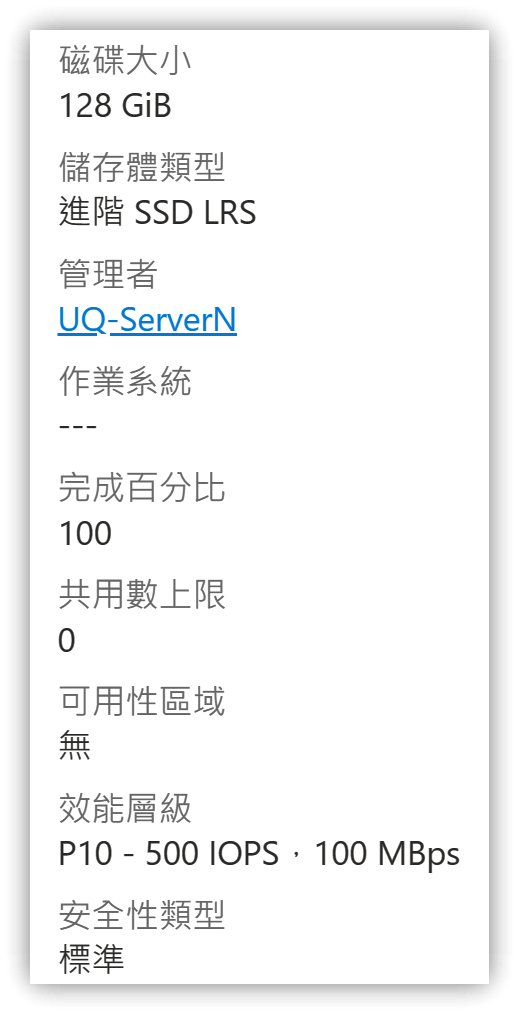 磁碟大小
128 GiB
儲存體類型
進階 SSD LRS
管理者
UQ-ServerN
作業系統
---
完成百分比
100
共用數上限
0
可用性區域
無
效能層級
P10 - 500 IOPS，100 MBps
安全性類型
標準